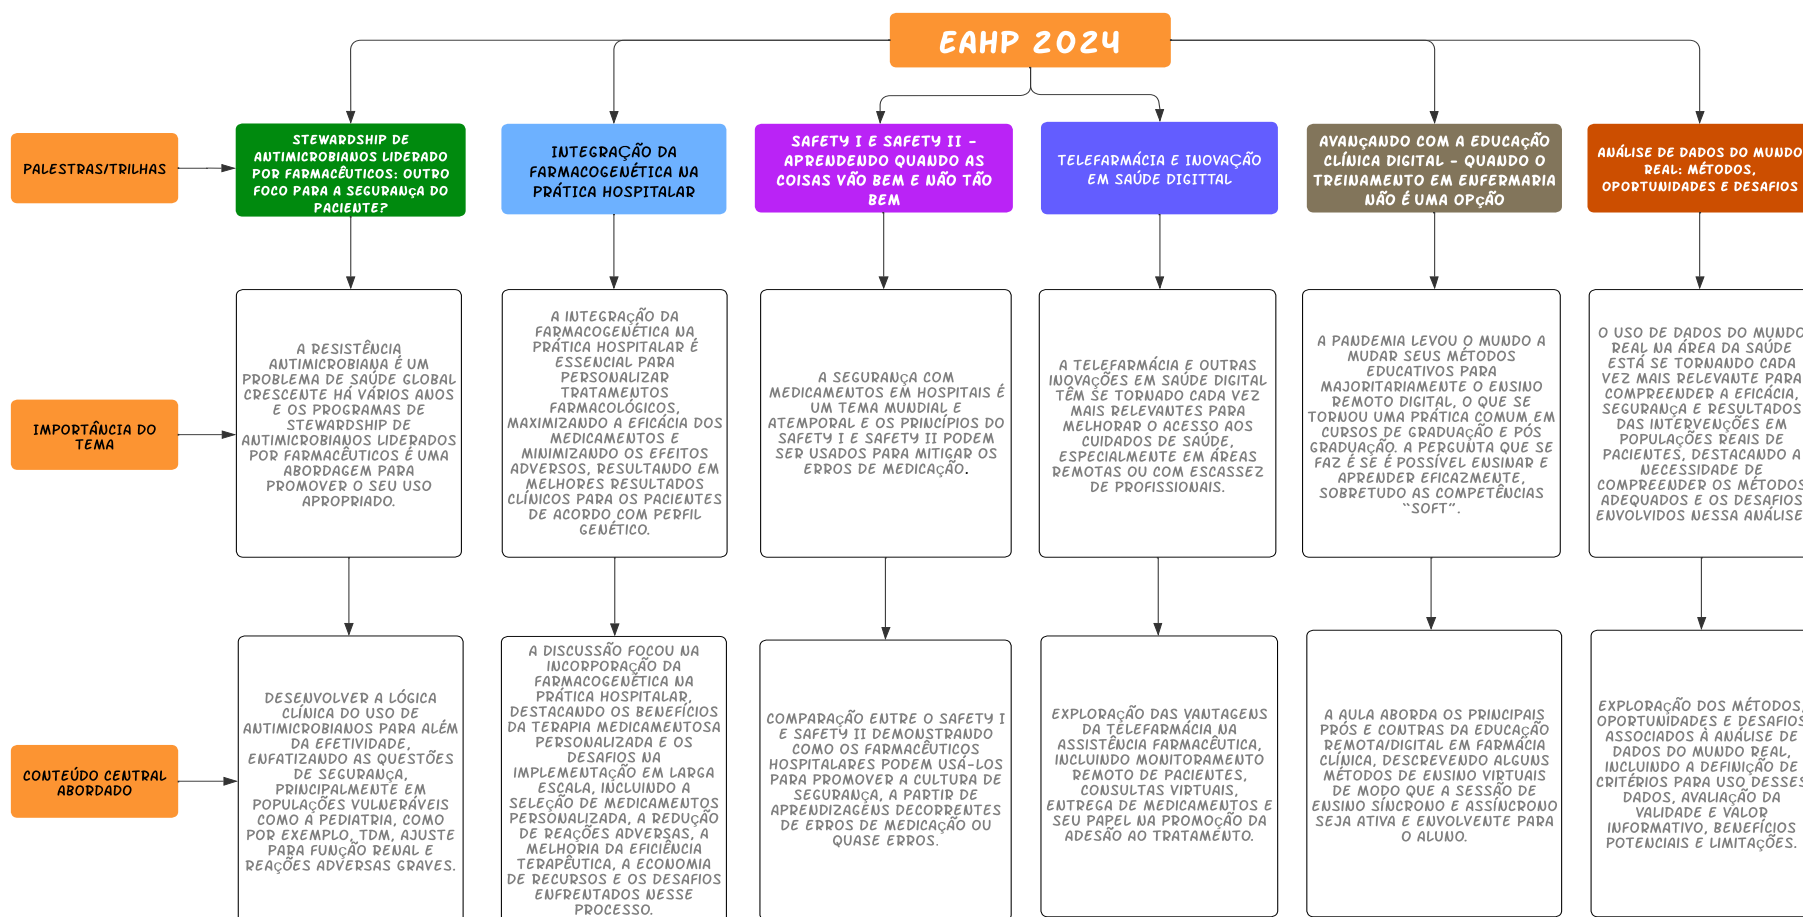 EAHP 2024
PALESTRAS/TRILHAS
STEWARDSHIP DE
ANTIMICROBIANOS LIDERADO
POR FARMACÊUTICOS: OUTRO
FOCO PARA A SEGURANÇA DO
PACIENTE?
INTEGRAÇÃO DA
FARMACOGENÉTICA NA
PRÁTICA HOSPITALAR
SAFETY I E SAFETY II -
APRENDENDO QUANDO AS
COISAS VÃO BEM E NÃO TÃO
BEM
TELEFARMÁCIA E INOVAÇÃO
EM SAÚDE DIGITTAL
AVANÇANDO COM A EDUCAÇÃO
CLÍNICA DIGITAL - QUANDO O
TREINAMENTO EM ENFERMARIA
NÃO É UMA OPÇÃO
ANÁLISE DE DADOS DO MUNDO
REAL: MÉTODOS,
OPORTUNIDADES E DESAFIOS
IMPORTÂNCIA DO
TEMA
A RESISTÊNCIA
ANTIMICROBIANA É UM
PROBLEMA DE SAÚDE GLOBAL
CRESCENTE HÁ VÁRIOS ANOS
E OS PROGRAMAS DE
STEWARDSHIP DE
ANTIMICROBIANOS LIDERADOS
POR FARMACÊUTICOS É UMA
ABORDAGEM PARA
PROMOVER O SEU USO
APROPRIADO.
A INTEGRAÇÃO DA
FARMACOGENÉTICA NA
PRÁTICA HOSPITALAR É
ESSENCIAL PARA
PERSONALIZAR
TRATAMENTOS
FARMACOLÓGICOS,
MAXIMIZANDO A EFICÁCIA DOS
MEDICAMENTOS E
MINIMIZANDO OS EFEITOS
ADVERSOS, RESULTANDO EM
MELHORES RESULTADOS
CLÍNICOS PARA OS PACIENTES
DE ACORDO COM PERFIL
GENÉTICO.
A SEGURANÇA COM
MEDICAMENTOS EM HOSPITAIS É
UM TEMA MUNDIAL E
ATEMPORAL E OS PRINCÍPIOS DO
SAFETY I E SAFETY II PODEM
SER USADOS PARA MITIGAR OS
ERROS DE MEDICAÇÃO.
A TELEFARMÁCIA E OUTRAS
INOVAÇÕES EM SAÚDE DIGITAL
TÊM SE TORNADO CADA VEZ
MAIS RELEVANTES PARA
MELHORAR O ACESSO AOS
CUIDADOS DE SAÚDE,
ESPECIALMENTE EM ÁREAS
REMOTAS OU COM ESCASSEZ
DE PROFISSIONAIS.
A PANDEMIA LEVOU O MUNDO A
MUDAR SEUS MÉTODOS
EDUCATIVOS PARA
MAJORITARIAMENTE O ENSINO
REMOTO DIGITAL, O QUE SE
TORNOU UMA PRÁTICA COMUM EM
CURSOS DE GRADUAÇÃO E PÓS
GRADUAÇÃO. A PERGUNTA QUE SE
FAZ É SE É POSSÍVEL ENSINAR E
APRENDER EFICAZMENTE,
SOBRETUDO AS COMPETÊNCIAS
"SOFT".
O USO DE DADOS DO MUNDO
REAL NA ÁREA DA SAÚDE
ESTÁ SE TORNANDO CADA
VEZ MAIS RELEVANTE PARA
COMPREENDER A EFICÁCIA,
SEGURANÇA E RESULTADOS
DAS INTERVENÇÕES EM
POPULAÇÕES REAIS DE
PACIENTES, DESTACANDO A
NECESSIDADE DE
COMPREENDER OS MÉTODOS
ADEQUADOS E OS DESAFIOS
ENVOLVIDOS NESSA ANÁLISE
CONTEÚDO CENTRAL
ABORDADO
DESENVOLVER A LÓGICA
CLÍNICA DO USO DE
ANTIMICROBIANOS PARA ALÉM
DA EFETIVIDADE,
ENFATIZANDO AS QUESTÕES
DE SEGURANÇA,
PRINCIPALMENTE EM
POPULAÇÕES VULNERÁVEIS
COMO A PEDIATRIA, COMO
POR EXEMPLO, TDM, AJUSTE
PARA FUNÇÃO RENAL E
REAÇÕES ADVERSAS GRAVES.
A DISCUSSÃO FOCOU NA
INCORPORAÇÃO DA
FARMACOGENÉTICA NA
PRÁTICA HOSPITALAR,
DESTACANDO OS BENEFÍCIOS
DA TERAPIA MEDICAMENTOSA
PERSONALIZADA E OS
DESAFIOS NA
IMPLEMENTAÇÃO EM LARGA
ESCALA, INCLUINDO A
SELEÇÃO DE MEDICAMENTOS
PERSONALIZADA, A REDUÇÃO
DE REAÇÕES ADVERSAS, A
MELHORIA DA EFICIÊNCIA
TERAPÊUTICA, A ECONOMIA
DE RECURSOS E OS DESAFIOS
ENFRENTADOS NESSE
PROCESSO.
COMPARAÇÃO ENTRE O SAFETY I
E SAFETY II DEMONSTRANDO
COMO OS FARMACÊUTICOS
HOSPITALARES PODEM USÁ-LOS
PARA PROMOVER A CULTURA DE
SEGURANÇA, A PARTIR DE
APRENDIZAGENS DECORRENTES
DE ERROS DE MEDICAÇÃO OU
QUASE ERROS.
EXPLORAÇÃO DAS VANTAGENS
DA TELEFARMÁCIA NA
ASSISTÊNCIA FARMACÊUTICA,
INCLUINDO MONITORAMENTO
REMOTO DE PACIENTES,
CONSULTAS VIRTUAIS,
ENTREGA DE MEDICAMENTOS E
SEU PAPEL NA PROMOÇÃO DA
ADESÃO AO TRATAMENTO.
A AULA ABORDA OS PRINCIPAIS
PRÓS E CONTRAS DA EDUCAÇÃO
REMOTA/DIGITAL EM FARMÁCIA
CLÍNICA, DESCREVENDO ALGUNS
MÉTODOS DE ENSINO VIRTUAIS
DE MODO QUE A SESSÃO DE
ENSINO SÍNCRONO E ASSÍNCRONO
SEJA ATIVA E ENVOLVENTE PARA
O ALUNO.
EXPLORAÇÃO DOS MÉTODOS,
OPORTUNIDADES E DESAFIOS
ASSOCIADOS À ANÁLISE DE
DADOS DO MUNDO REAL,
INCLUINDO A DEFINIÇÃO DE
CRITÉRIOS PARA USO DESSES
DADOS, AVALIAÇÃO DA
VALIDADE E VALOR
INFORMATIVO, BENEFÍCIOS
POTENCIAIS E LIMITAÇÕES.